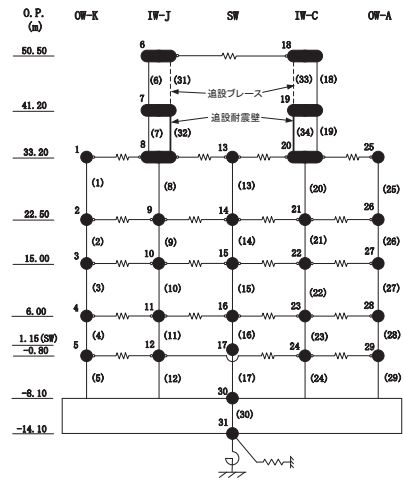 O.P. OW-K IW-J SW IW-C OW-A
(m)
6 18
50.50
(6) (31) (33) (18)
追設ブレース
41.20 7 19
追設耐震壁
(7) (32) (34) (19)
33.20 1 8 13 20 25
(1) (8) (13) (20) (25)
22.50 2 9 14 21 26
(2) (9) (14) (21) (26)
15.00 3 10 15 22 27
(3) (10) (15) (22) (27)
6.00 4 11 16 23 28
1.15(SW) (4) (11) (16) (23) (28)
-0.80 5 12 17 24 29
(5) (12) (17) (24) (29)
-8.10 30
(30)
-14.10 31